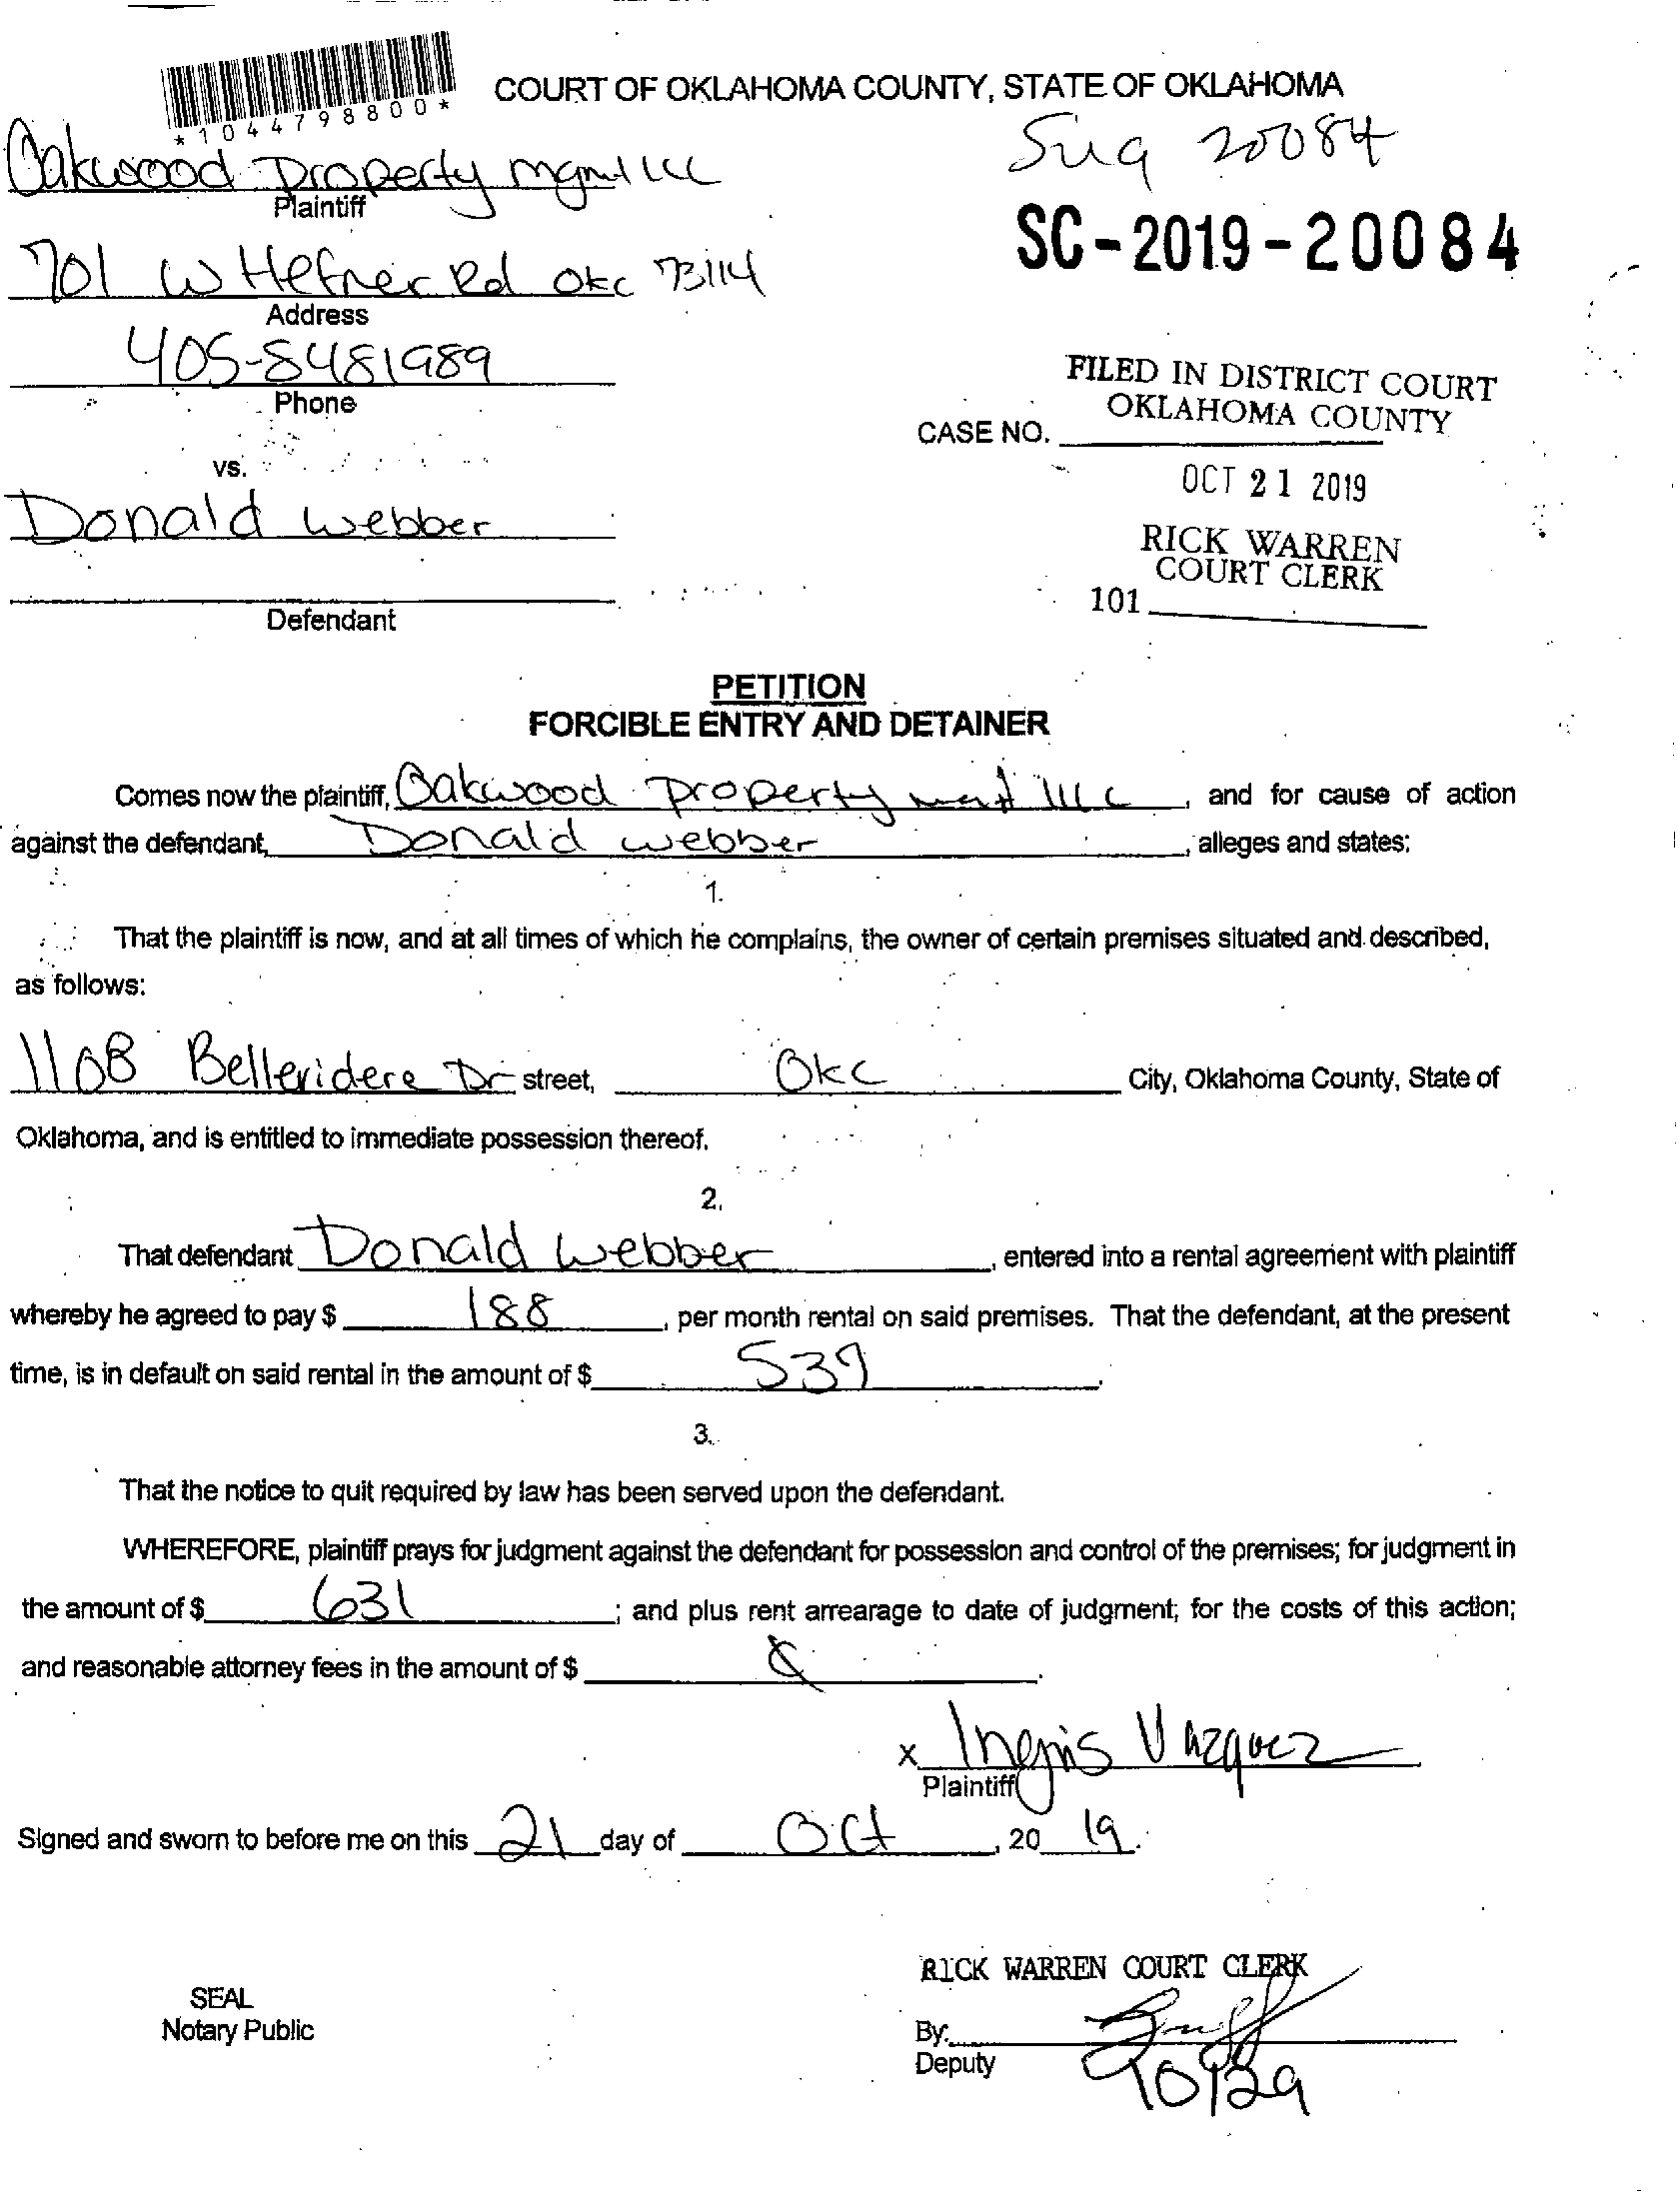 *1044798800*
COURT OF OKLAHOMA COUNTY, STATE OF OKLAHOMA
Oakwood Property mgmt LLC
Plaintiff
20084
SC-2019-20084
701 W Hefner Rd OKC 73114
Address
405-8481989
Phone
FILED IN DISTRICT COURT
OKLAHOMA COUNTY
CASE NO.
vs.
OCT 21 2019
Donald Webber
RICK WARREN
COURT CLERK
101
Defendant
PETITION
FORCIBLE ENTRY AND DETAINER
Comes now the plaintiff, Oakwood Property LLC, and for cause of action
against the defendant, Donald Webber, alleges and states:
1.
That the plaintiff is now, and at all times of which he complains, the owner of certain premises situated and described,
as follows:
Belleridere Dr street, OKC City, Oklahoma County, State of
Oklahoma, and is entitled to immediate possession thereof.
2.
That defendant Donald Webber, entered into a rental agreement with plaintiff
whereby he agreed to pay $ 188, per month rental on said premises. That the defendant, at the present
time, is in default on said rental in the amount of $ 539.
3.
That the notice to quit required by law has been served upon the defendant.
WHEREFORE, plaintiff prays for judgment against the defendant for possession and control of the premises; for judgment in
the amount of $ 631; and plus rent arrearage to date of judgment; for the costs of this action;
and reasonable attorney fees in the amount of $
x Vazquez
Plaintiff
Signed and sworn to before me on this 21 day of Oct, 20 19.
RICK WARREN COURT CLERK
SEAL
Notary Public
By:
Deputy